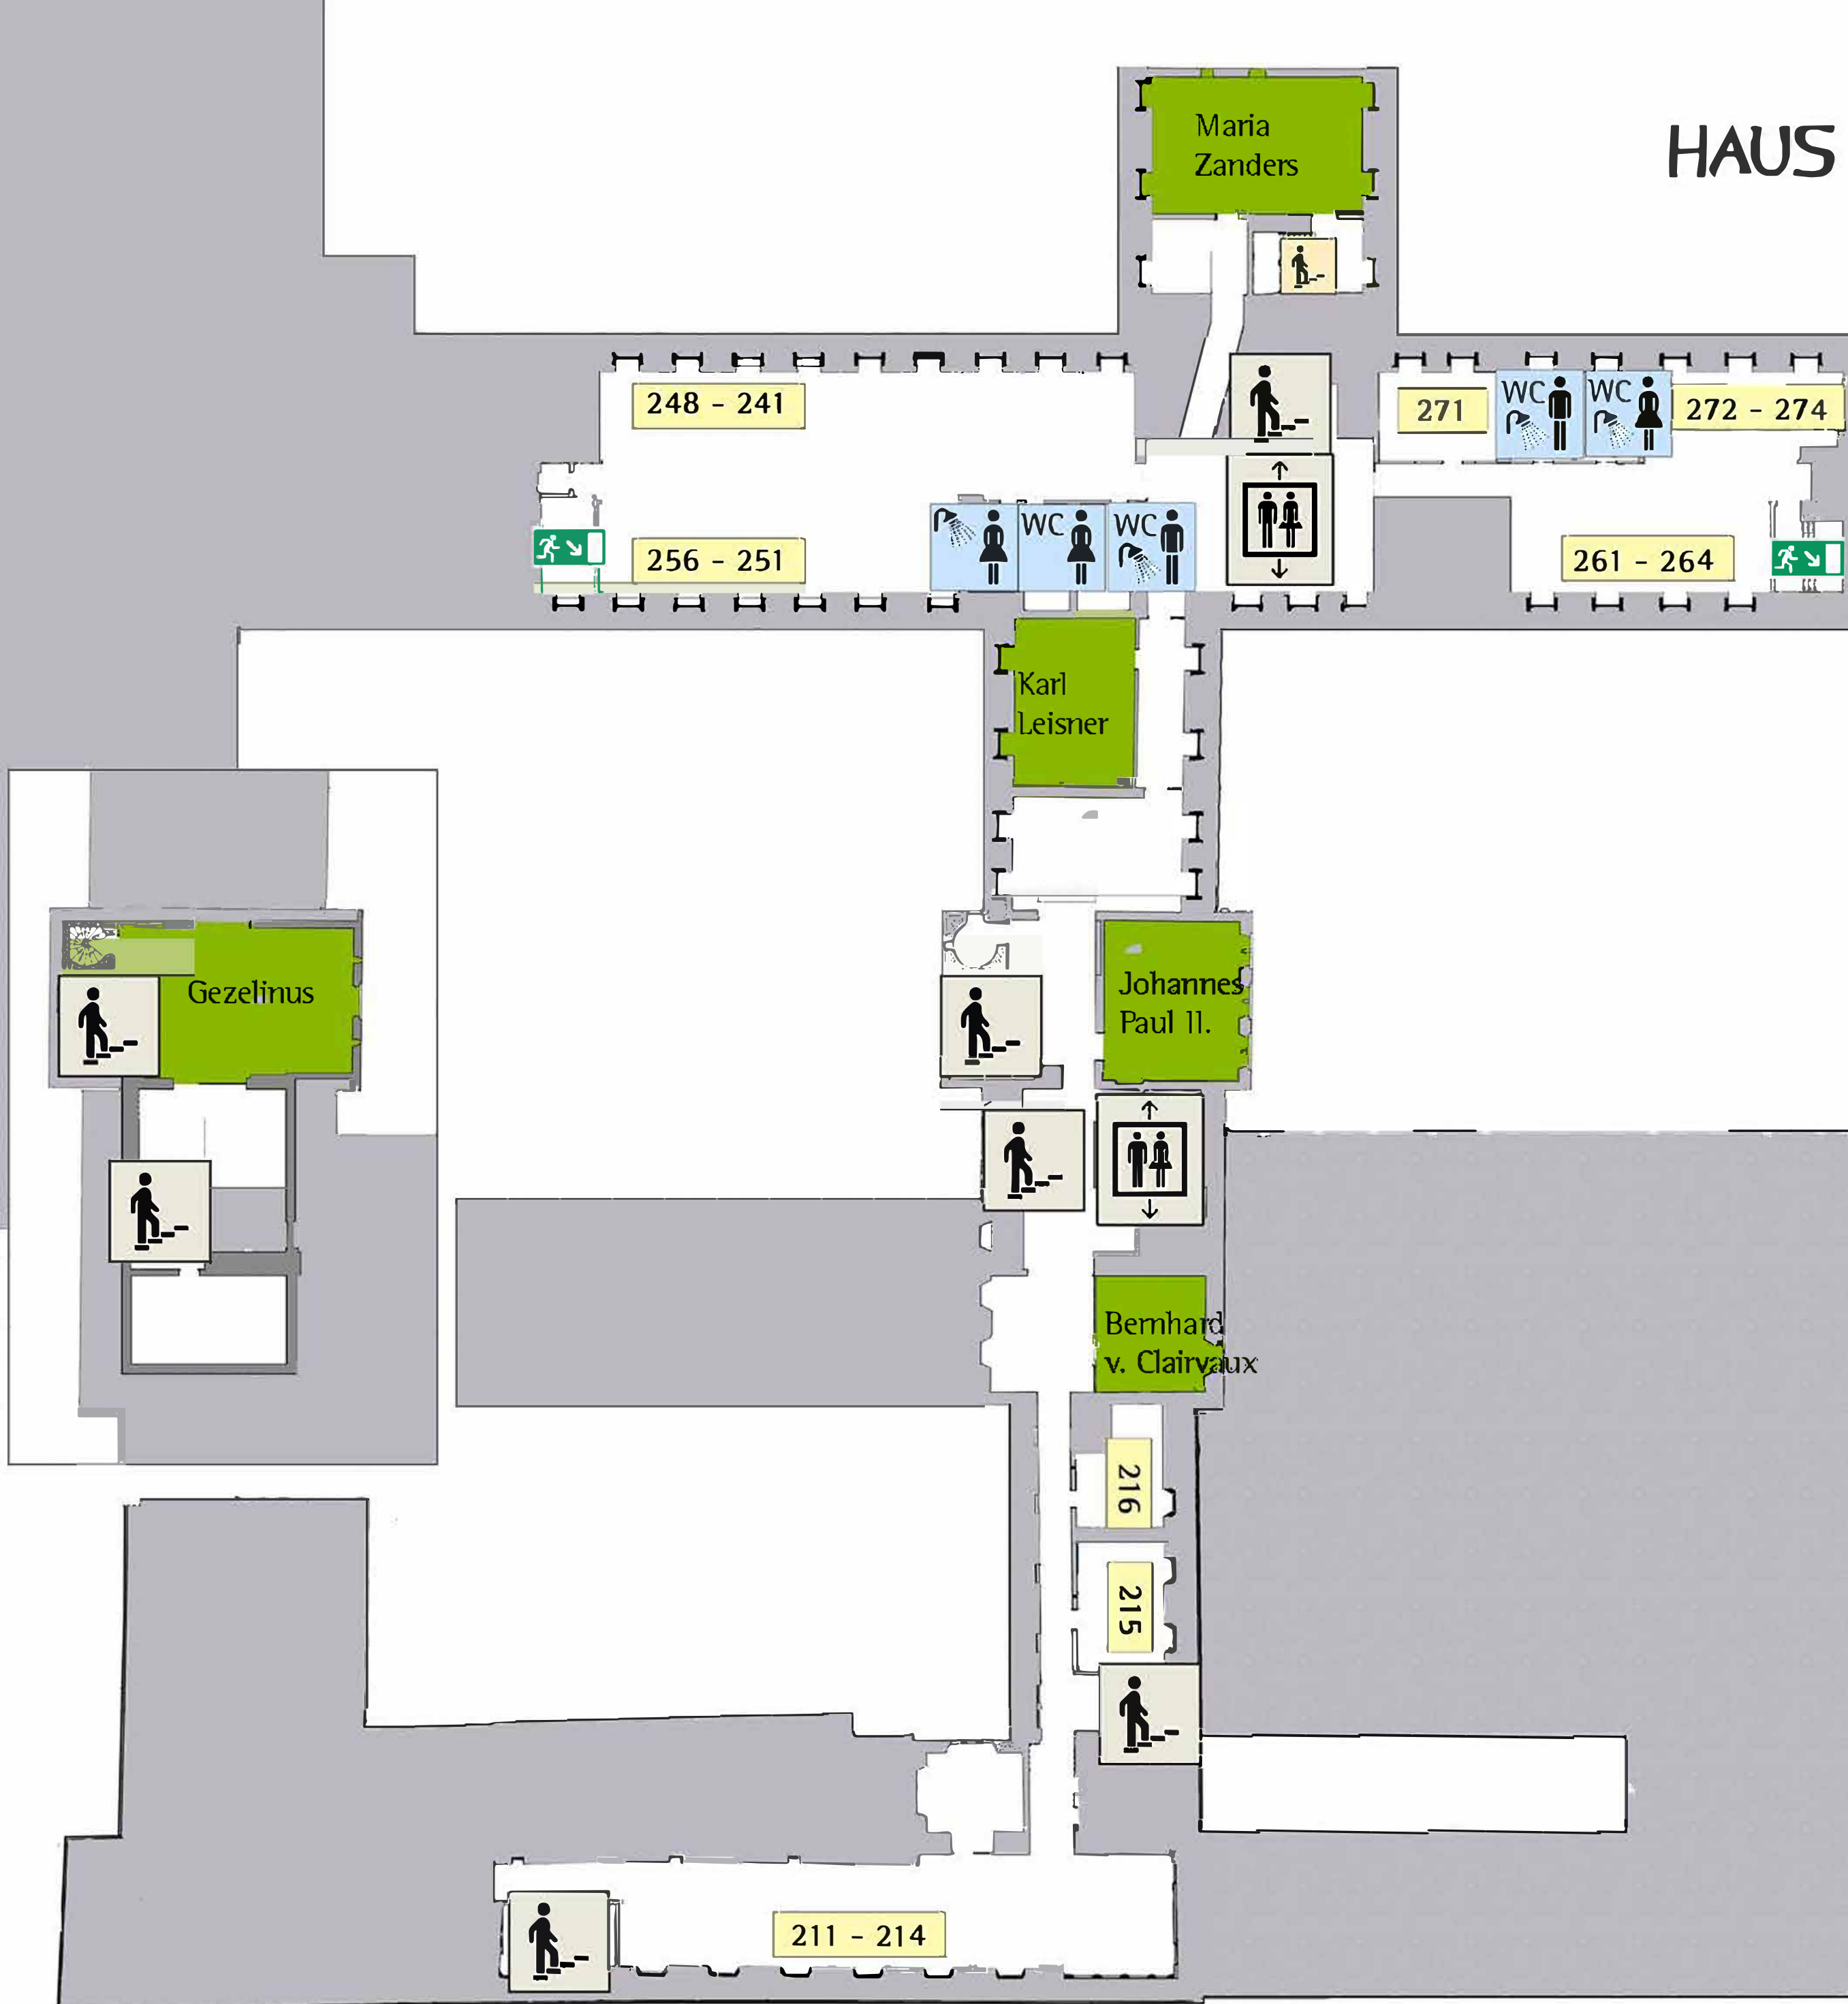 Maria
Zanders
HAUS
248 - 241
271
WC
WC
272 - 274
256 - 251
WC
WC
261 - 264
Karl
Leisner
Gezelinus
Johannes
Paul II.
Bernhard
v. Clairvaux
216
215
211 - 214